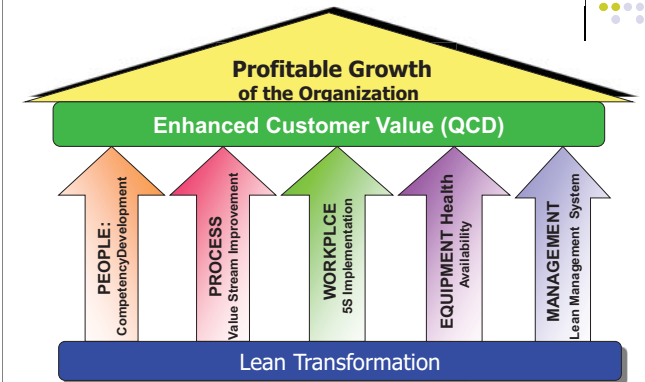 Profitable Growth
of the Organization
Enhanced Customer Value (QCD)
PEOPLE:
CompetencyDevelopment
PROCESS
Value Stream Improvement
WORKPLCE
5S Implementation
EQUIPMENT Health
Availability
MANAGEMENT
Lean Management System
Lean Transformation